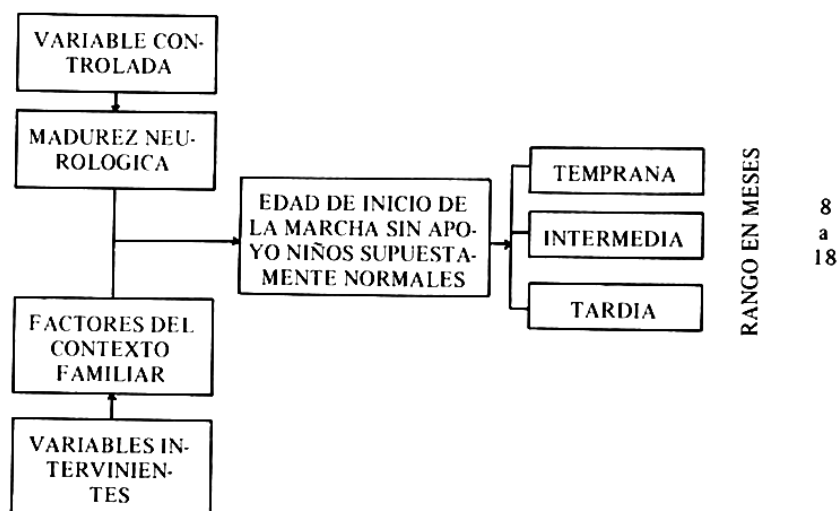 VARIABLE CON-
TROLADA
MADUREZ NEU-
ROLOGICA
EDAD DE INICIO DE
LA MARCHA SIN APO-
YO NIÑOS SUPUESTA-
MENTE NORMALES
FACTORES DEL
CONTEXTO
FAMILIAR
VARIABLES IN-
TERVINIEN-
TES
TEMPRANA
INTERMEDIA
TARDIA
RANGO EN MESES
8
a
18